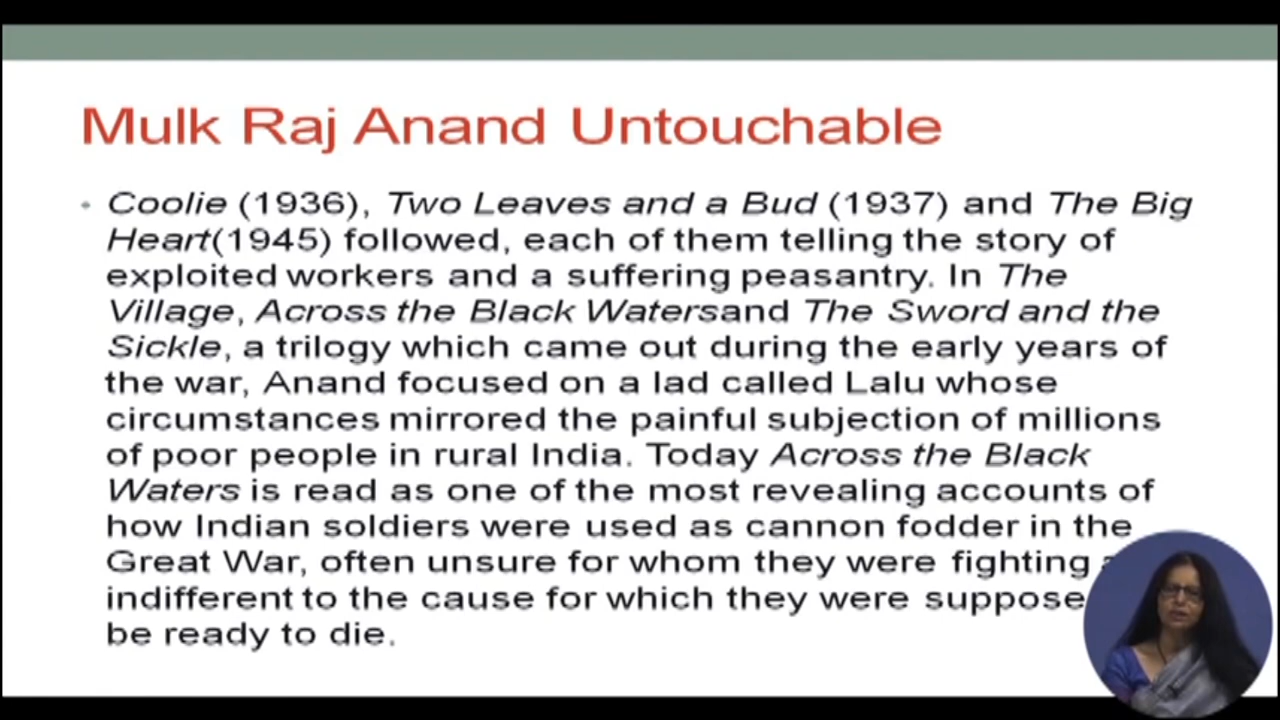 Mulk Raj Anand Untouchable
• Coolie (1936), Two Leaves and a Bud (1937) and The Big
Heart(1945) followed, each of them telling the story of
exploited workers and a suffering peasantry. In The
Village, Across the Black Watersand The Sword and the
Sickle, a trilogy which came out during the early years of
the war, Anand focused on a lad called Lalu whose
circumstances mirrored the painful subjection of millions
of poor people in rural India. Today Across the Black
Waters is read as one of the most revealing accounts of
how Indian soldiers were used as cannon fodder in the
Great War, often unsure for whom they were fighting
indifferent to the cause for which they were suppose
be ready to die.